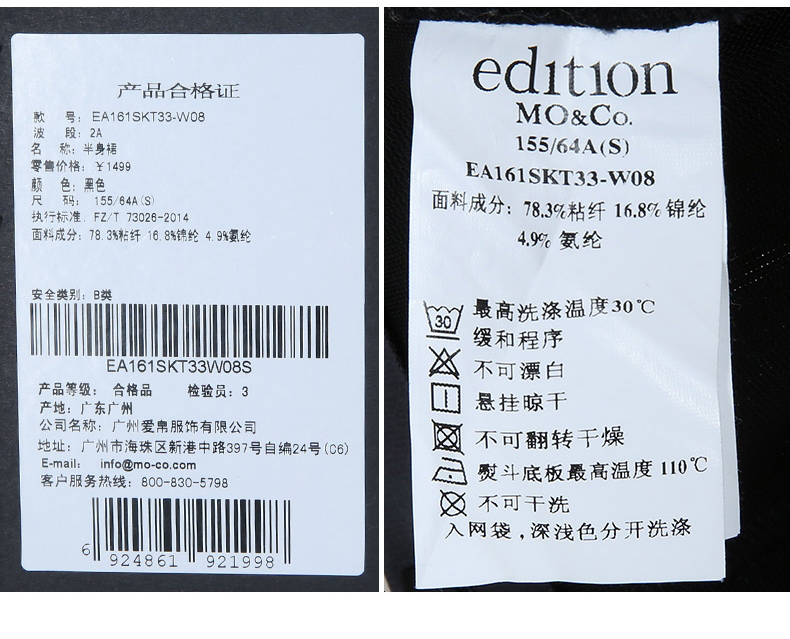 产品合格证
款 号: EA161SKT33-W08
波 段: 2A
名 称: 半身裙
零售价格: ￥1499
颜 色: 黑色
尺 码: 155/64A(S)
执行标准: FZ/T 73026-2014
面料成分: 78.3%粘纤 16.8%锦纶 4.9%氨纶
安全类别: B类
EA161SKT33W08S
产品等级: 合格品 检验员: 3
产地: 广东广州
公司名称: 广州爱帛服饰有限公司
地址: 广州市海珠区新港中路397号自编24号(C6)
E-mail: info@mo-co.com
客户服务热线: 800-830-5798
6 924861 921998
edition
MO&Co.
155/64A(S)
EA161SKT33-W08
面料成分: 78.3%粘纤 16.8%锦纶
4.9% 氨纶
30
最高洗涤温度30℃
缓和程序
不可漂白
悬挂晾干
不可翻转干燥
熨斗底板最高温度110℃
不可干洗
入网袋,深浅色分开洗涤